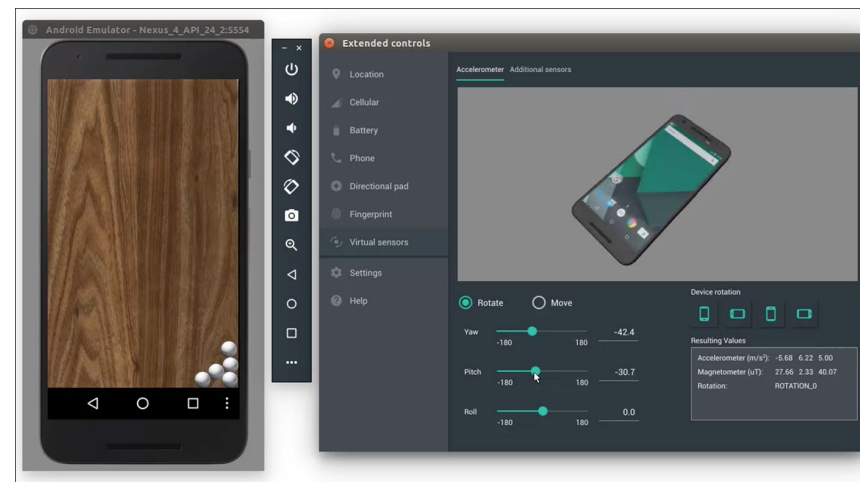 Android Emulator - Nexus_4_API_24_2:5554
Extended controls
Location
Cellular
Battery
Phone
Directional pad
Fingerprint
Virtual sensors
Settings
Help
Accelerometer Additional sensors
Rotate Move
Yaw -42.4
-180 180
Pitch -30.7
-180 180
Roll 0.0
-180 180
Device rotation
Resulting Values
Accelerometer (m/s²): -5.68 6.22 5.00
Magnetometer (uT): 27.66 2.33 40.07
Rotation: ROTATION_0